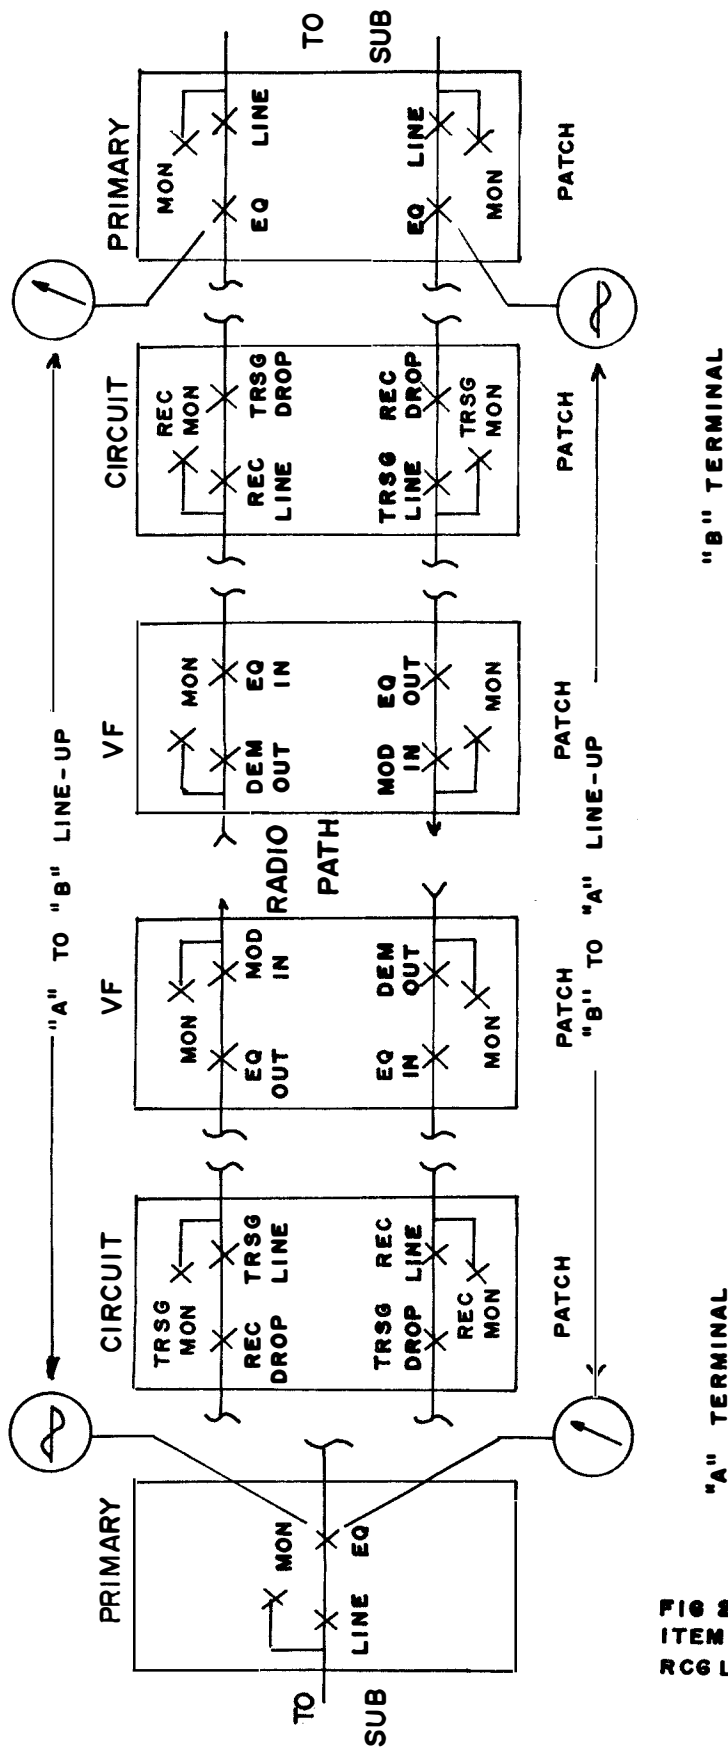 "A" TO "B" LINE-UP
PRIMARY
CIRCUIT
VF
VF
CIRCUIT
PRIMARY
TO
SUB
MON
LINE
EQ
TRSG
MON
REC
DROP
TRSG
LINE
TRSG
DROP
REC
LINE
REC
MON
PATCH
MON
EQ
OUT
MOD
IN
EQ
IN
DEM
OUT
MON
PATCH
RADIO
PATH
MON
DEM
OUT
EQ
IN
MOD
IN
EQ
OUT
MON
PATCH
REC
MON
REC
LINE
TRSG
DROP
TRSG
LINE
REC
DROP
TRSG
MON
PATCH
MON
EQ
LINE
EQ
LINE
MON
PATCH
TO
SUB
"B" TO "A" LINE-UP
"A" TERMINAL
"B" TERMINAL
FIG
ITEM
RCG L